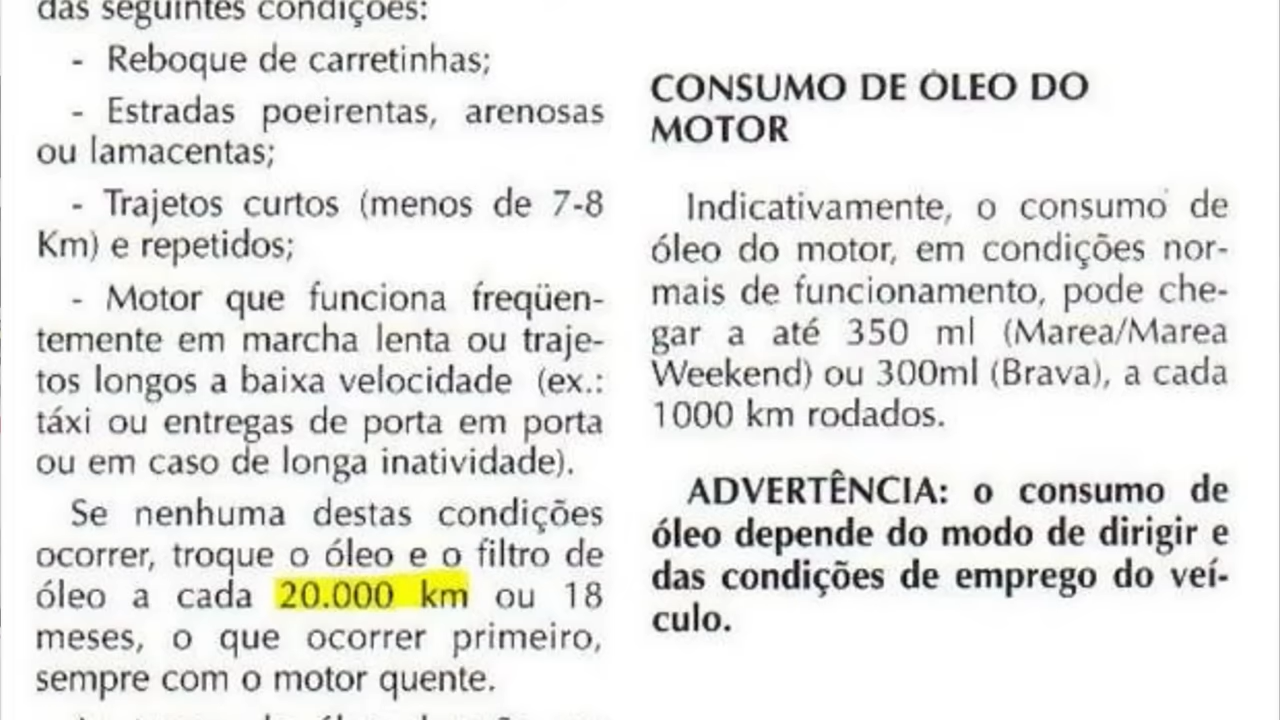 das seguintes condições:
- Reboque de carretinhas;
- Estradas poeirentas, arenosas
ou lamacentas;
- Trajetos curtos (menos de 7-8
Km) e repetidos;
- Motor que funciona freqüen-
temente em marcha lenta ou traje-
tos longos a baixa velocidade (ex.:
táxi ou entregas de porta em porta
ou em caso de longa inatividade).
Se nenhuma destas condições
ocorrer, troque o óleo e o filtro de
óleo a cada 20.000 km ou 18
meses, o que ocorrer primeiro,
sempre com o motor quente.
CONSUMO DE ÓLEO DO
MOTOR
Indicativamente, o consumo de
óleo do motor, em condições nor-
mais de funcionamento, pode che-
gar a até 350 ml (Marea/Marea
Weekend) ou 300ml (Brava), a cada
1000 km rodados.
ADVERTÊNCIA: o consumo de
óleo depende do modo de dirigir e
das condições de emprego do veí-
culo.